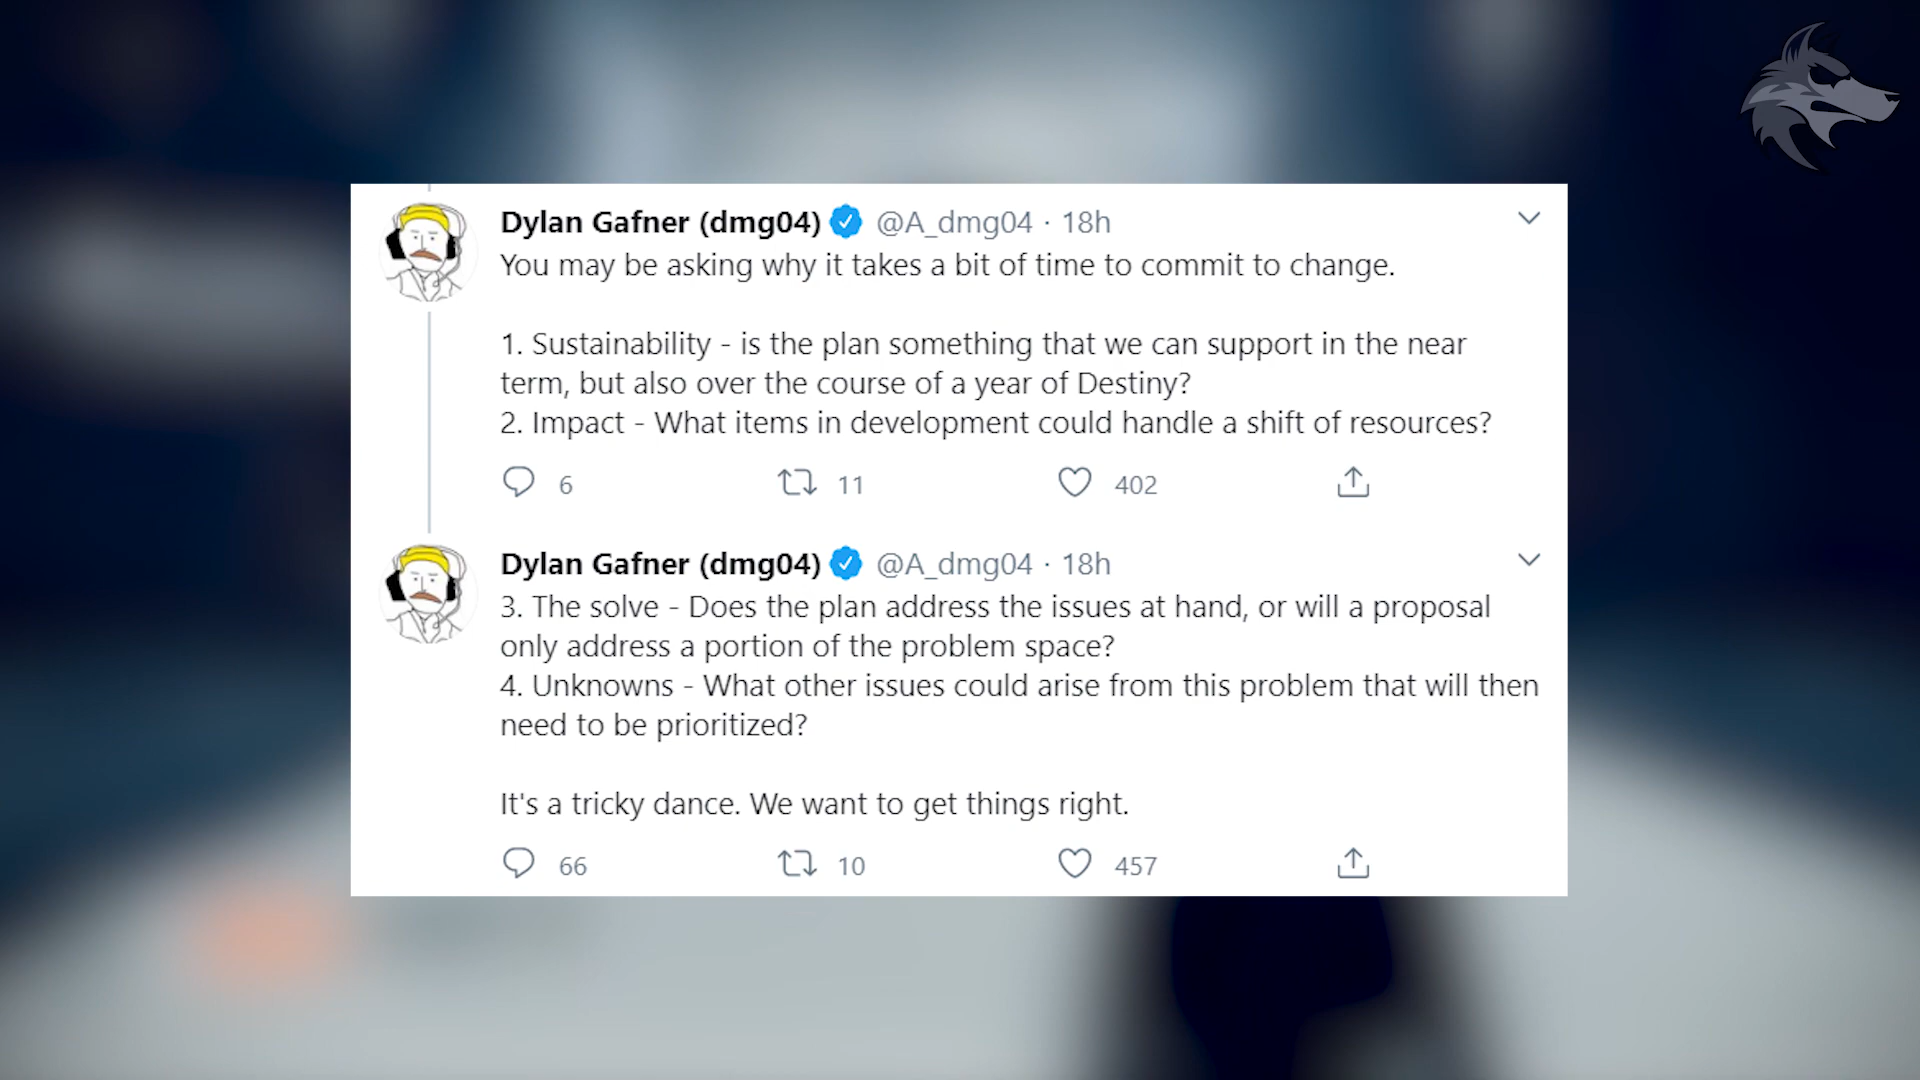 Dylan Gafner (dmg04) @A_dmg04 · 18h
You may be asking why it takes a bit of time to commit to change.
1. Sustainability - is the plan something that we can support in the near
term, but also over the course of a year of Destiny?
2. Impact - What items in development could handle a shift of resources?
6 11 402
Dylan Gafner (dmg04) @A_dmg04 · 18h
3. The solve - Does the plan address the issues at hand, or will a proposal
only address a portion of the problem space?
4. Unknowns - What other issues could arise from this problem that will then
need to be prioritized?
It's a tricky dance. We want to get things right.
66 10 457